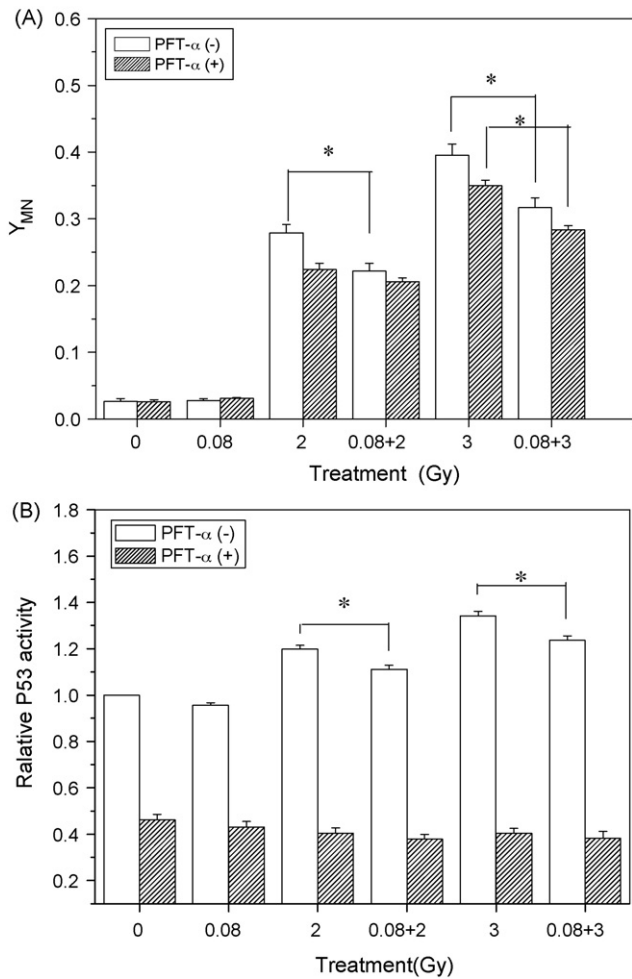 (A)
0.6
0.5
0.4
0.3
0.2
0.1
0.0
Y_MN
PFT-α (-)
PFT-α (+)
*
*
*
0 0.08 2 0.08+2 3 0.08+3
Treatment (Gy)
(B)
1.8
1.6
1.4
1.2
1.0
0.8
0.6
0.4
0.2
Ralative P53 activity
PFT-α (-)
PFT-α (+)
*
*
0 0.08 2 0.08+2 3 0.08+3
Treatment(Gy)